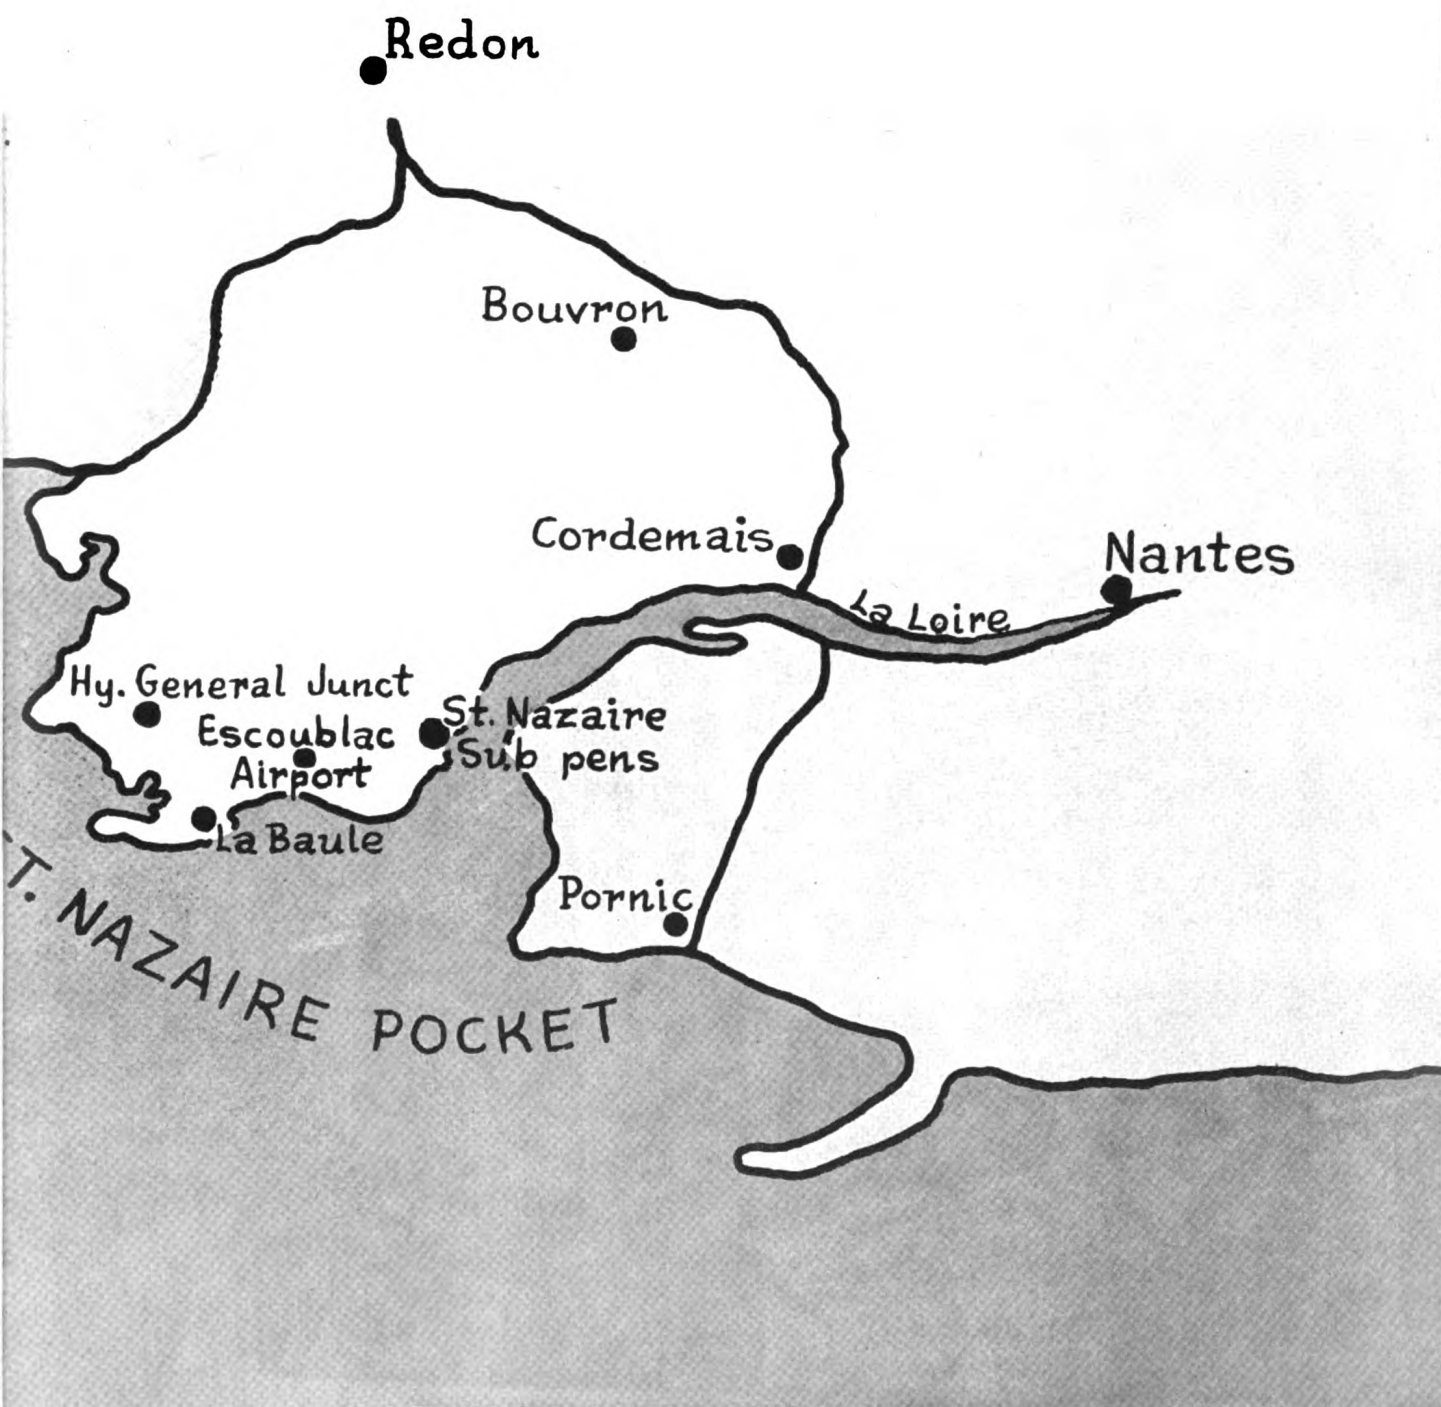 Redon
Bouvron
Cordemais
Nantes
La Loire
Hy. General Junct
St. Nazaire
Sub pens
Escoublac
Airport
La Baule
Pornic
T. NAZAIRE POCKET